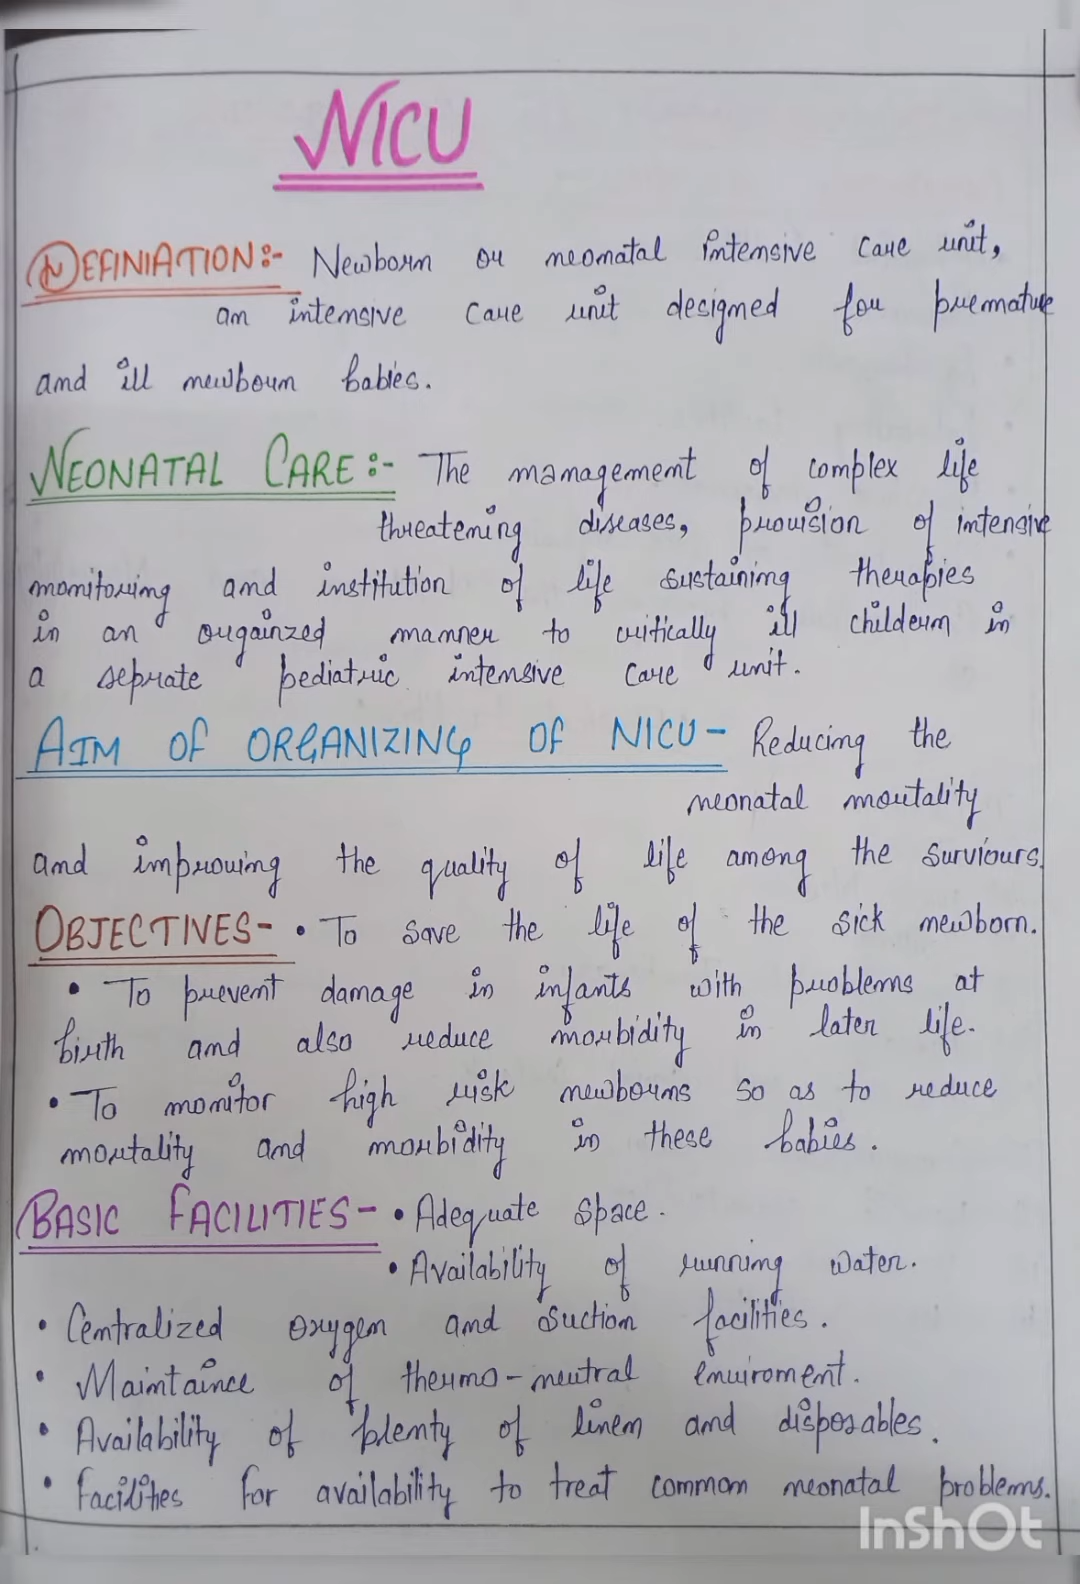 NICU
DEFINIATION:- Newborn or neonatal intensive care unit,
an intensive care unit designed for premature
and ill newborn babies.
NEONATAL CARE:- The management of complex life
threatening diseases, provision of intensive
monitoring and institution of life sustaining therapies
in an orgainzed manner to critically ill childern in
a seprate pediatric intensive care unit.
AIM OF ORGANIZING OF NICU- Reducing the
neonatal mortality
and improving the quality of life among the surviours.
OBJECTIVES- • To save the life of the sick newborn.
• To prevent damage in infants with problems at
birth and also reduce morbidity in later life.
• To monitor high risk newborns so as to reduce
mortality and morbidity in these babies.
BASIC FACILITIES- • Adequate space.
• Availability of running water.
• Centralized oxygen and suction facilities.
• Maintaince of thermo-neutral enviroment.
• Availability of plenty of linen and disposables.
• Facilities for availability to treat common neonatal problems.
InShOt